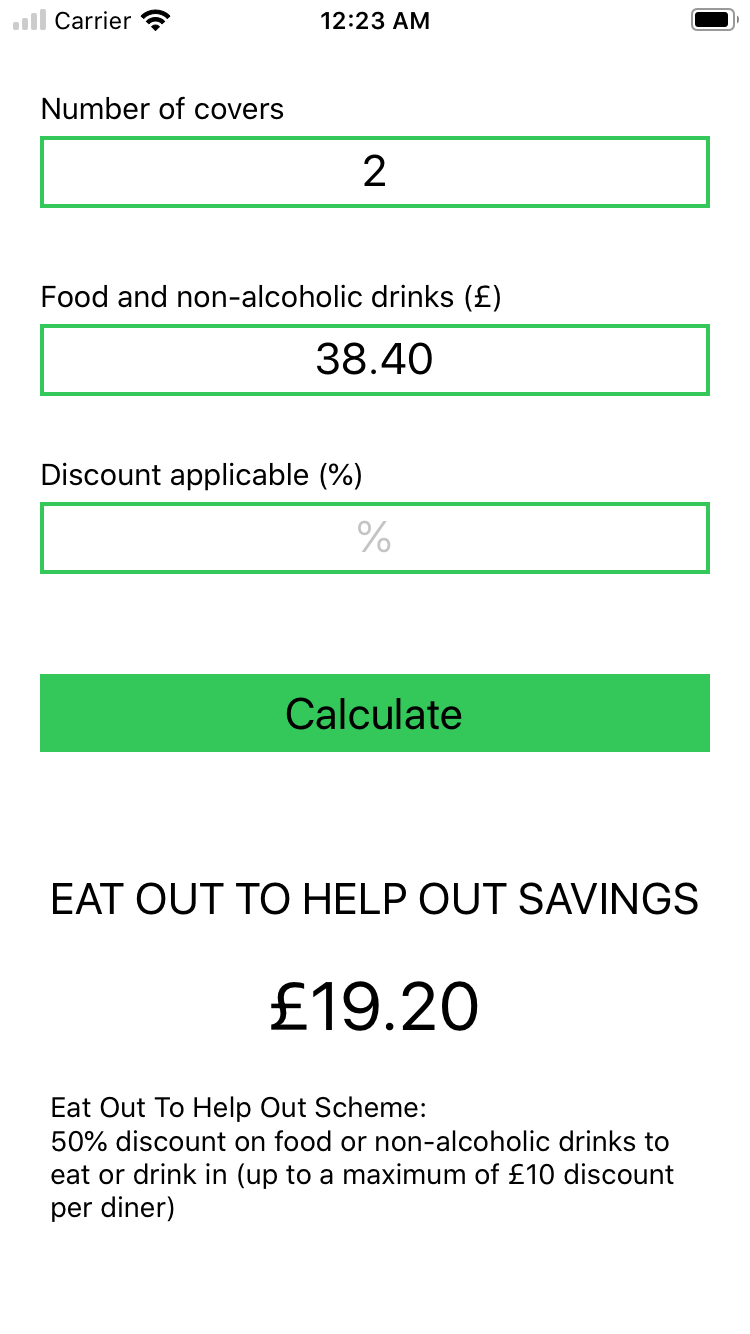 Carrier 12:23 AM
Number of covers
2
Food and non-alcoholic drinks (£)
38.40
Discount applicable (%)
%
Calculate
EAT OUT TO HELP OUT SAVINGS
£19.20
Eat Out To Help Out Scheme:
50% discount on food or non-alcoholic drinks to
eat or drink in (up to a maximum of £10 discount
per diner)